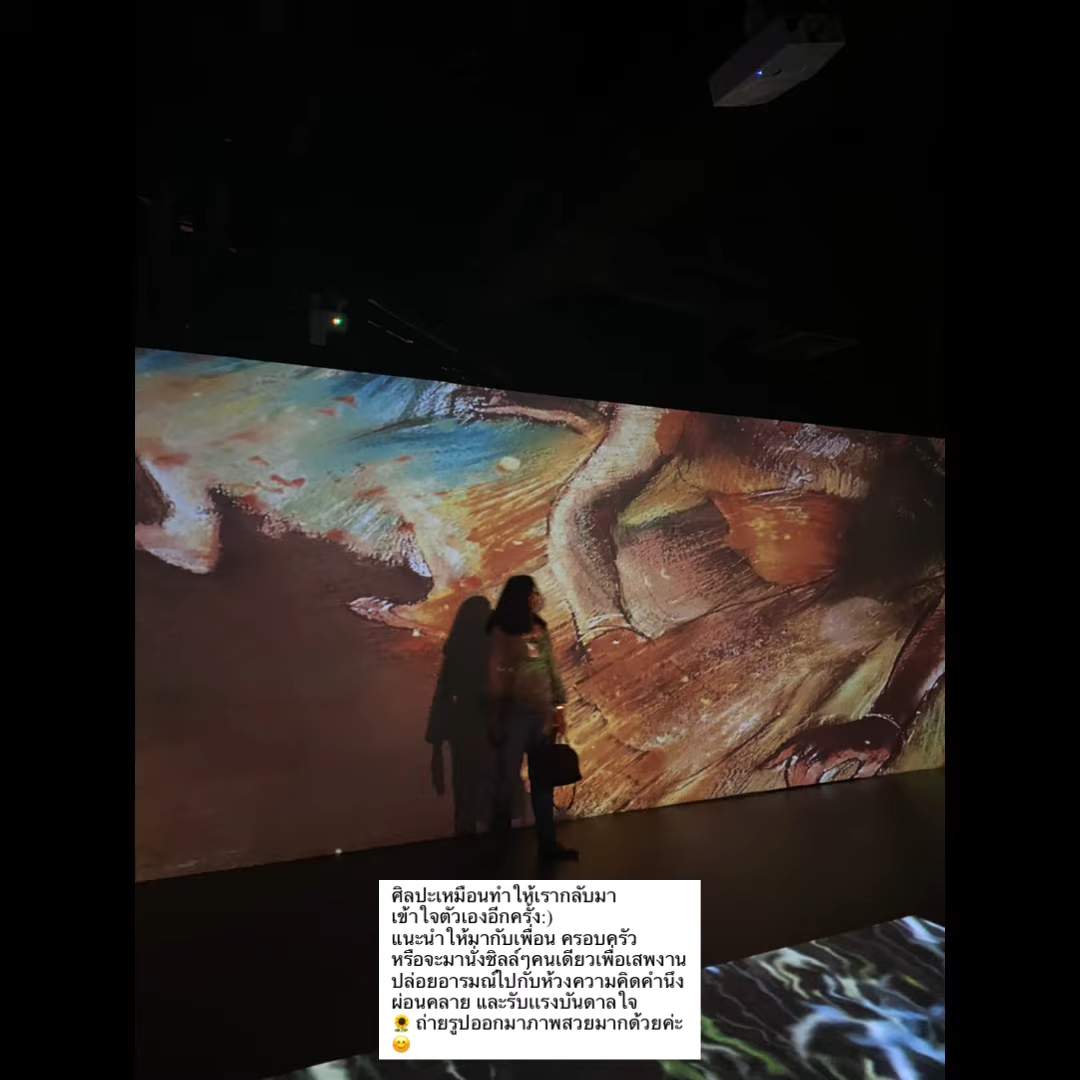 ศิลปะเหมือนทำให้เรากลับมา
เข้าใจตัวเองอีกครั้ง:)
แนะนำให้มากับเพื่อน ครอบครัว
หรือจะมานั่งชิลล์ๆคนเดียวเพื่อเสพงาน
ปล่อยอารมณ์ไปกับห้วงความคิดคำนึง
ผ่อนคลาย และรับแรงบันดาลใจ
🌻 ถ่ายรูปออกมาภาพสวยมากด้วยค่ะ
😊